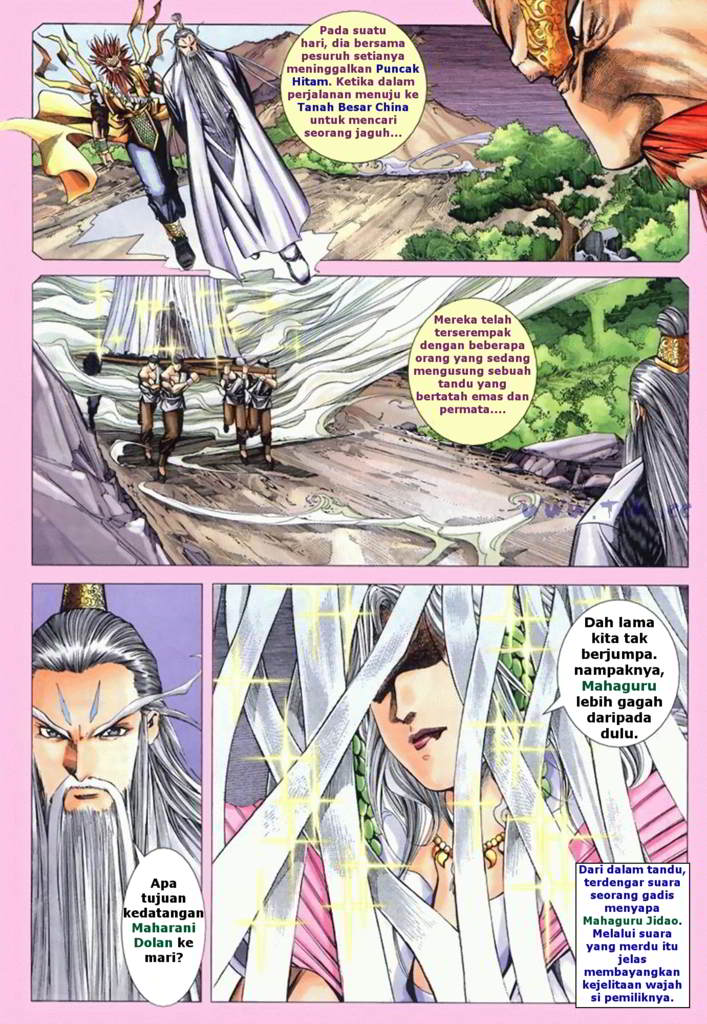 Pada suatu
hari, dia bersama
pesuruh setianya
meninggalkan Puncak
Hitam. Ketika dalam
perjalanan menuju ke
Tanah Besar China
untuk mencari
seorang jaguh...
Mereka telah
terserempak
dengan beberapa
orang yang sedang
mengusung sebuah
tandu yang
bertatah emas dan
permata....
Apa
tujuan
kedatangan
Maharani
Dolan ke
mari?
Dah lama
kita tak
berjumpa.
nampaknya,
Mahaguru
lebih gagah
daripada
dulu.
Dari dalam tandu,
terdengar suara
seorang gadis
menyapa
Mahaguru Jidao.
Melalui suara
yang merdu itu
jelas
membayangkan
kejelitaan wajah
si pemiliknya.